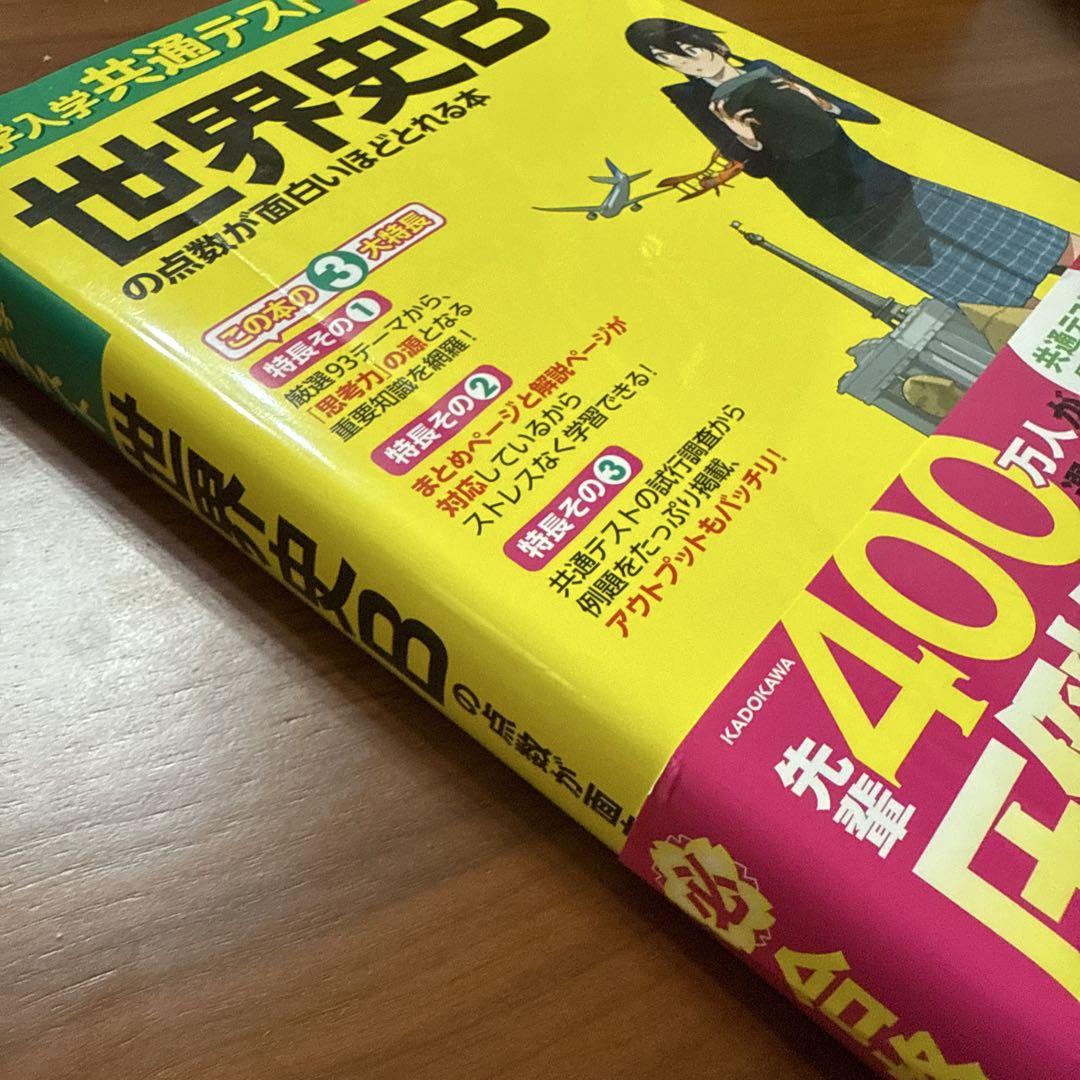 学入学共通テスト
世界史B
の点数が面白いほどとれる本
この本の3大特長
特長その1
厳選93テーマから、
「思考力」の源となる
重要知識を網羅！
特長その2
まとめページと解説ページが
対応しているから
ストレスなく学習できる！
特長その3
共通テストの試行調査から
例題をたっぷり掲載、
アウトプットもバッチリ！
共通テス
KADOKAWA
先輩400万人が
世界史Bの点数が面
必合格